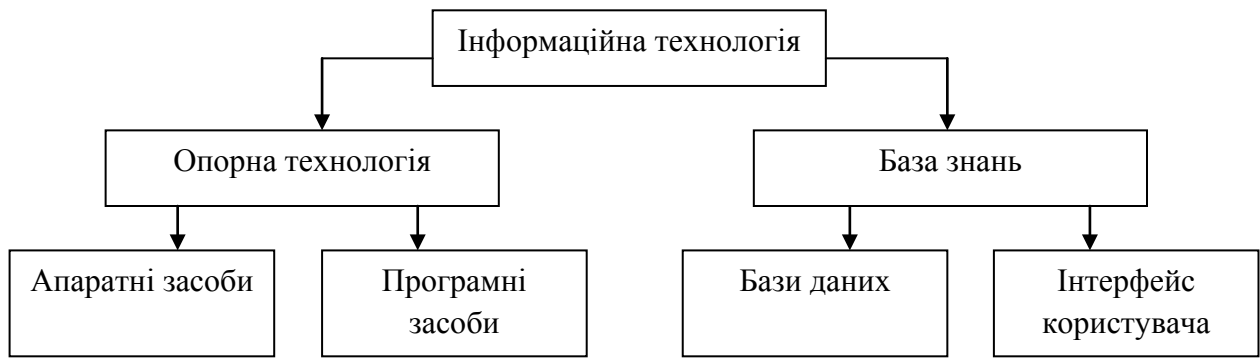 Інформаційна технологія
Опорна технологія
База знань
Апаратні засоби
Програмні
засоби
Бази даних
Інтерфейс
користувача